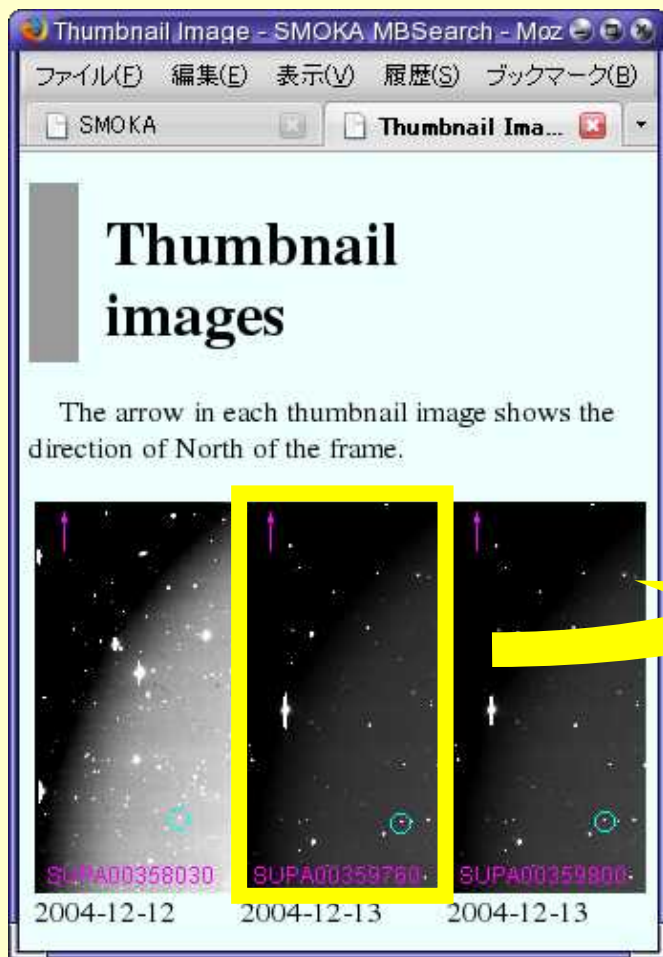 Thumbnail Image - SMOKA MBSearch - Moz
ファイル(F) 編集(E) 表示(V) 履歴(S) ブックマーク(B)
SMOKA Thumbnail Ima...
Thumbnail
images
The arrow in each thumbnail image shows the
direction of North of the frame.
SUPA00358030 SUPA00359760 SUPA00359800
2004-12-12 2004-12-13 2004-12-13